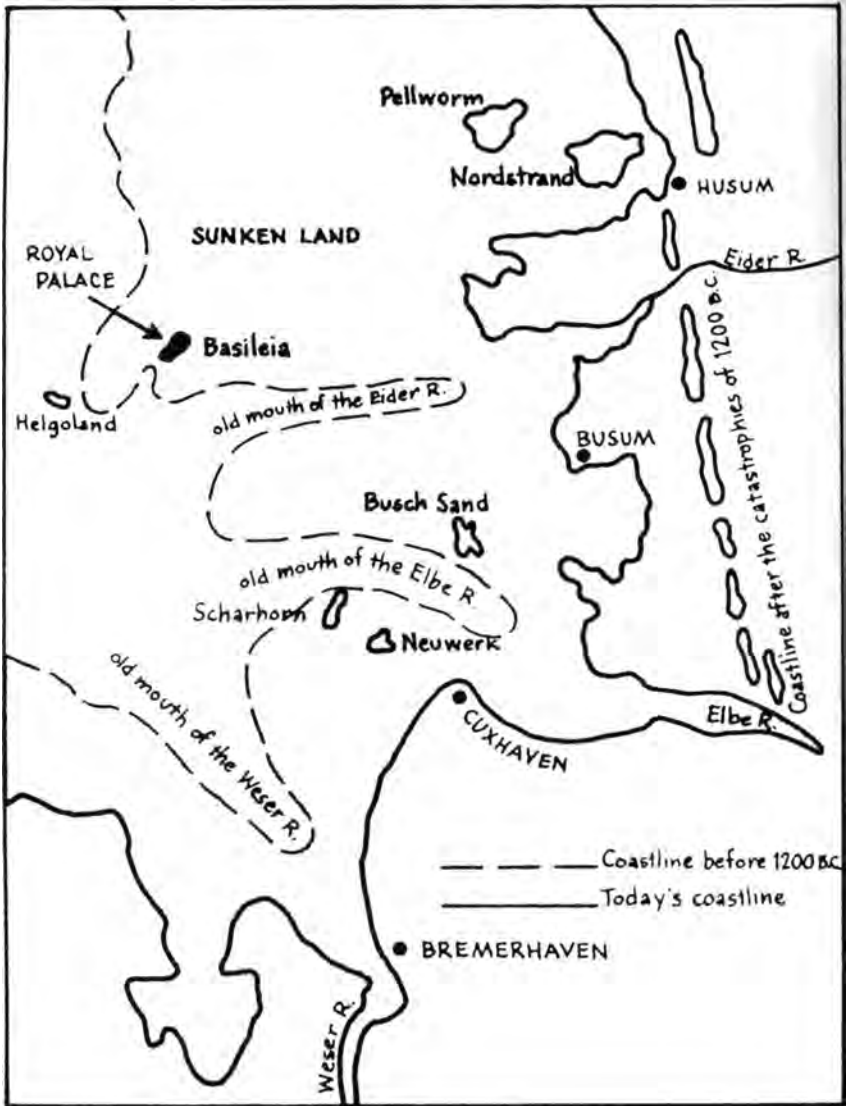 Pellworm
Nordstrand
HUSUM
SUNKEN LAND
ROYAL
PALACE
Eider R.
Basileia
Helgoland
old mouth of the Eider R.
BUSUM
Coastline after the catastrophies of 1200 B.C.
Busch Sand
old mouth of the Elbe R.
Scharhorn
Neuwerk
old mouth of the Weser R.
CUXHAVEN
Elbe R.
Coastline before 1200 B.C.
Today's coastline
BREMERHAVEN
Weser R.